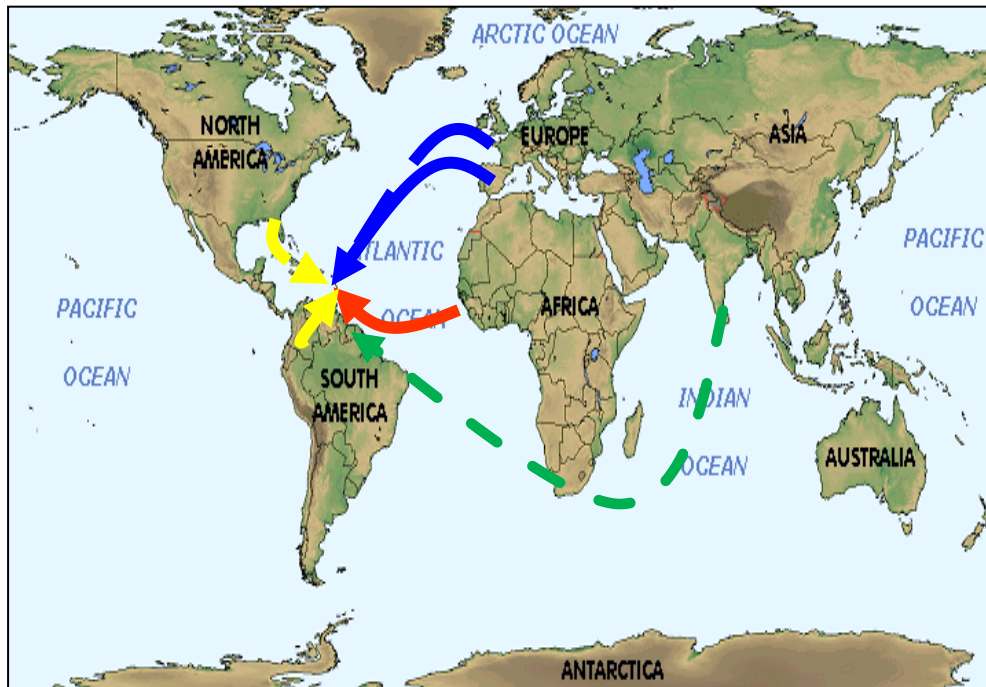 ARCTIC OCEAN
NORTH
AMERICA
EUROPE
ASIA
ATLANTIC
OCEAN
PACIFIC
OCEAN
PACIFIC
OCEAN
AFRICA
SOUTH
AMERICA
INDIAN
OCEAN
AUSTRALIA
ANTARCTICA